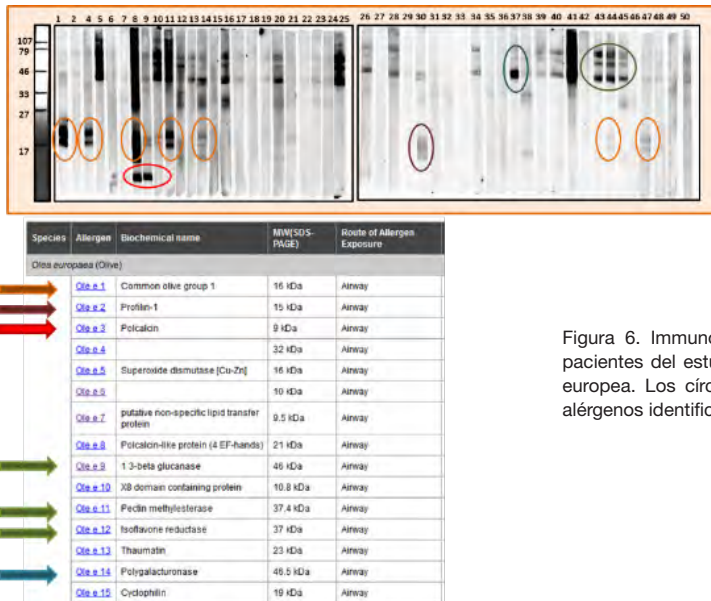 1 2 3 4 5 6 7 8 9 10 11 12 13 14 15 16 17 18 19 20 21 22 23 24 25 26 27 28 29 30 31 32 33 34 35 36 37 38 39 40 41 42 43 44 45 46 47 48 49 50
107
79
46
33
27
17
Species Allergen Biochemical name MW(SDS-PAGE) Route of Allergen Exposure
Olea europaea (Olive)
Ole e 1 Common olive group 1 16 kDa Airway
Ole e 2 Profilin-1 15 kDa Airway
Ole e 3 Polcalcin 9 kDa Airway
Ole e 4 32 kDa Airway
Ole e 5 Superoxide dismutase [Cu-Zn] 16 kDa Airway
Ole e 6 10 kDa Airway
Ole e 7 putative non-specific lipid transfer protein 9.5 kDa Airway
Ole e 8 Polcalcin-like protein (4 EF-hands) 21 kDa Airway
Ole e 9 1 3-beta glucanase 46 kDa Airway
Ole e 10 X8 domain containing protein 10.8 kDa Airway
Ole e 11 Pectin methylesterase 37.4 kDa Airway
Ole e 12 Isoflavone reductase 37 kDa Airway
Ole e 13 Thaumatin 23 kDa Airway
Ole e 14 Polygalacturonase 46.5 kDa Airway
Ole e 15 Cyclophilin 19 kDa Airway
Figura 6. Immuno
pacientes del estu
europea. Los círc
alérgenos identific